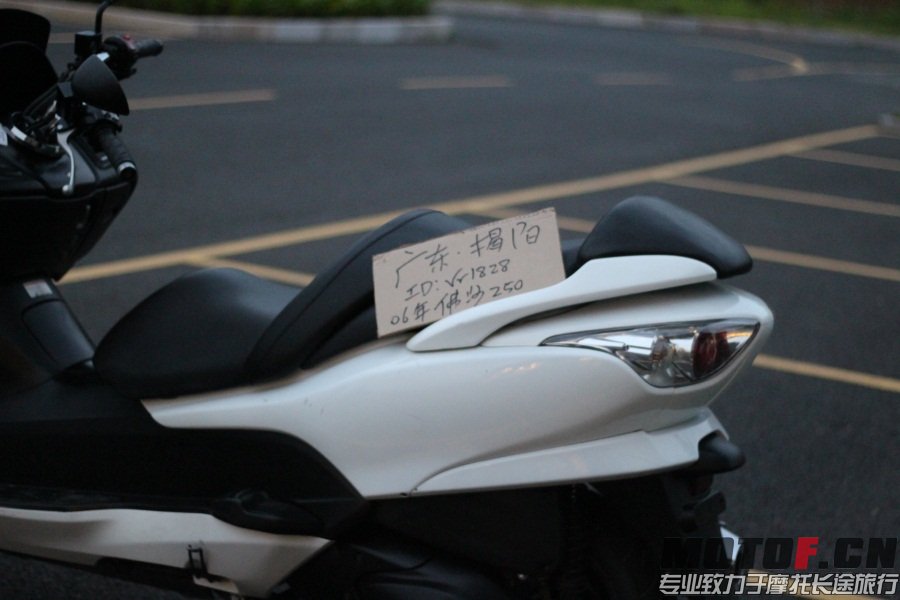 广东·揭阳
ID:vr1828
06年佛沙250
MOTOF.CN
专业致力于摩托长途旅行